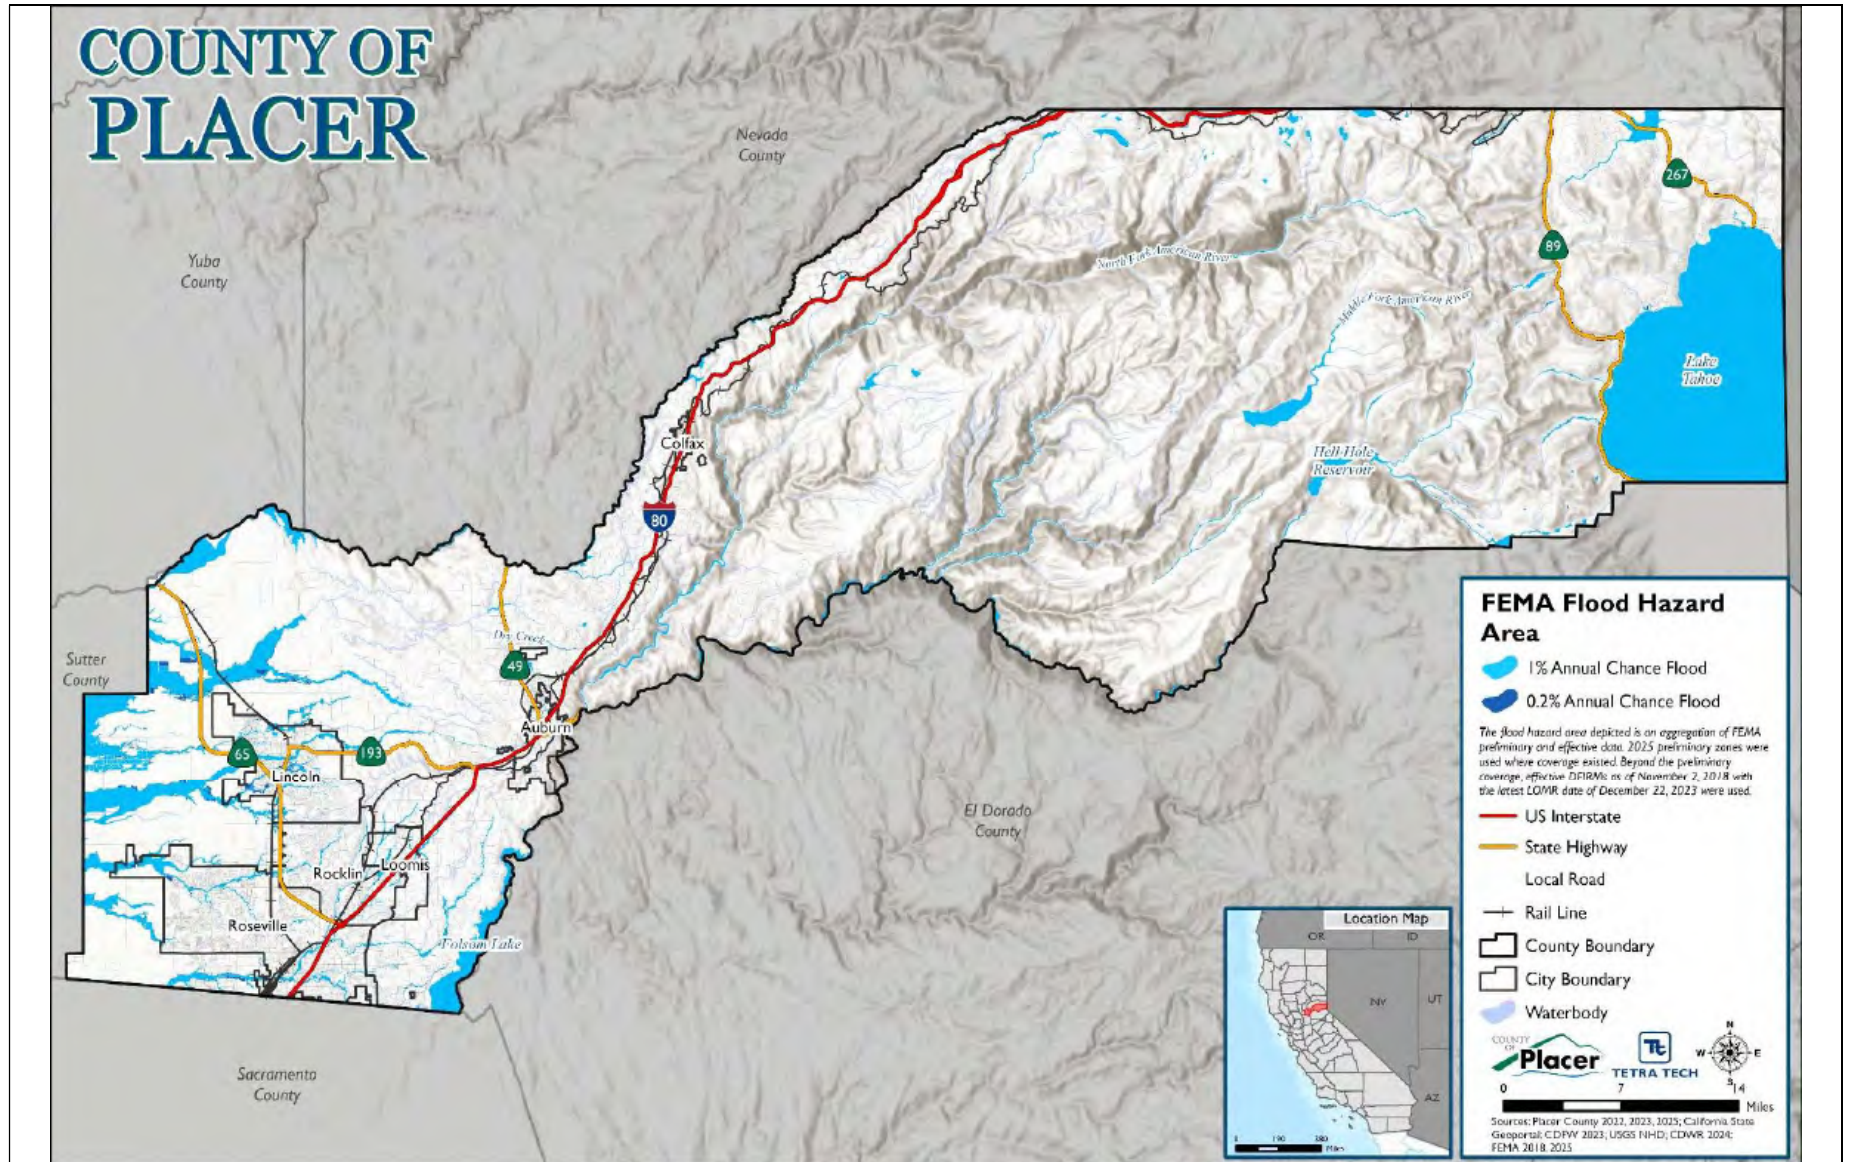 COUNTY OF
PLACER
Nevada
County
Yuba
County
Sutter
County
El Dorado
County
Sacramento
County
267
89
North Fork American River
Middle Fork American River
Lake
Tahoe
Hell Hole
Reservoir
Colfax
80
Dry Creek
49
Auburn
65
193
Lincoln
Rocklin
Loomis
Roseville
Folsom Lake
FEMA Flood Hazard
Area
1% Annual Chance Flood
0.2% Annual Chance Flood
The flood hazard area depicted is an aggregation of FEMA
preliminary and effective data. 2025 preliminary zones were
used where coverage existed. Beyond the preliminary
coverage, effective DFIRMs as of November 2, 2018 with
the latest LOMR date of December 22, 2023 were used.
US Interstate
State Highway
Local Road
Rail Line
County Boundary
City Boundary
Waterbody
COUNTY
OF
Placer
TETRA TECH
N
W E
S
0 7 14
Miles
Sources: Placer County 2022, 2023, 2025; California State
Geoportal; CDFW 2023; USGS NHD; CDWR 2024;
FEMA 2018, 2025
Location Map
OR
ID
NV
UT
AZ
0 190 380
Miles